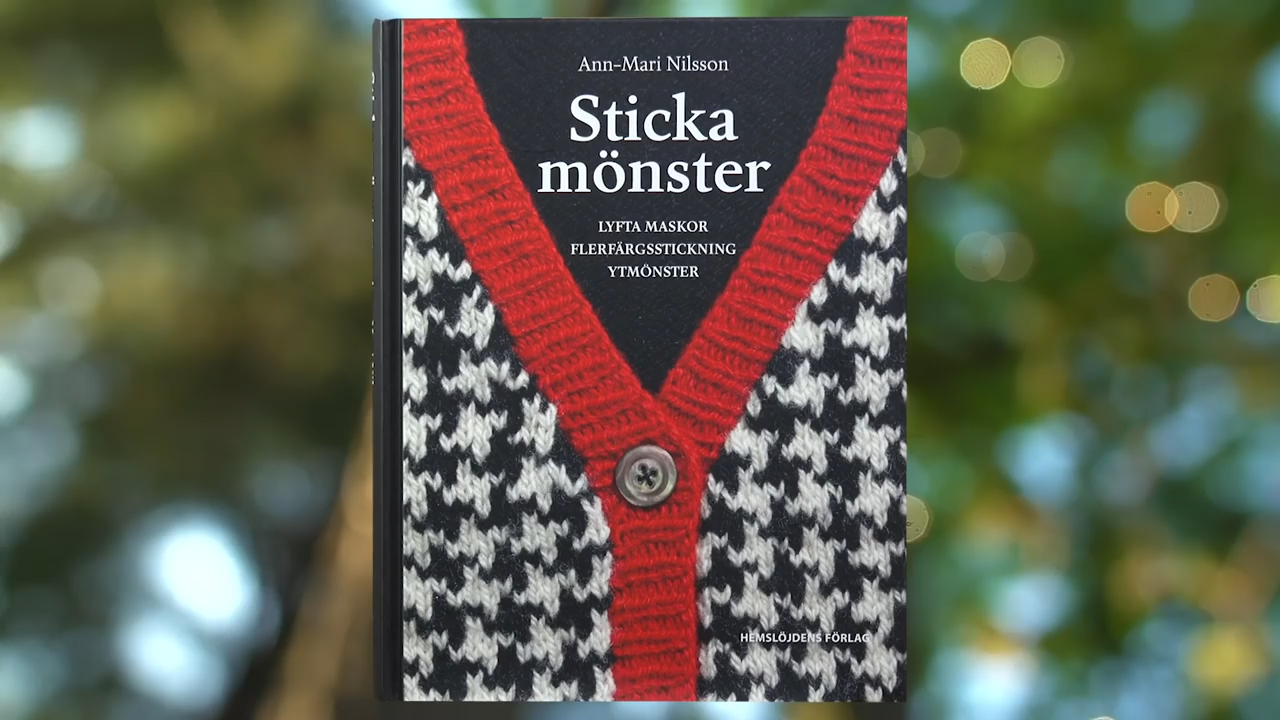 Ann-Mari Nilsson
Sticka
mönster
LYFTA MASKOR
FLERFÄRGSSTICKNING
YTMÖNSTER
HEMSLÖJDENS FÖRLAG